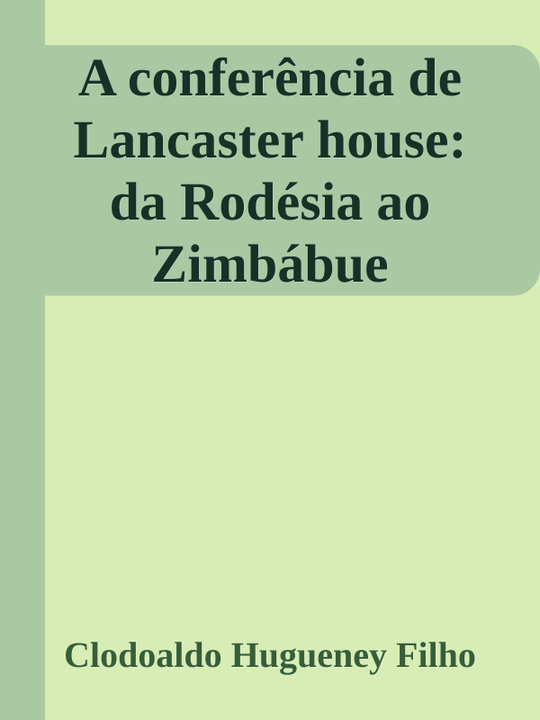 A conferência de
Lancaster house:
da Rodésia ao
Zimbábue
Clodoaldo Hugueney Filho